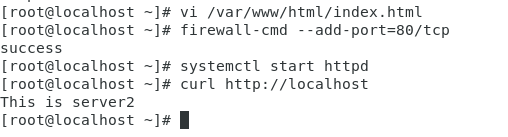 [root@localhost ~]# vi /var/www/html/index.html
[root@localhost ~]# firewall-cmd --add-port=80/tcp
success
[root@localhost ~]# systemctl start httpd
[root@localhost ~]# curl http://localhost
This is server2
[root@localhost ~]#